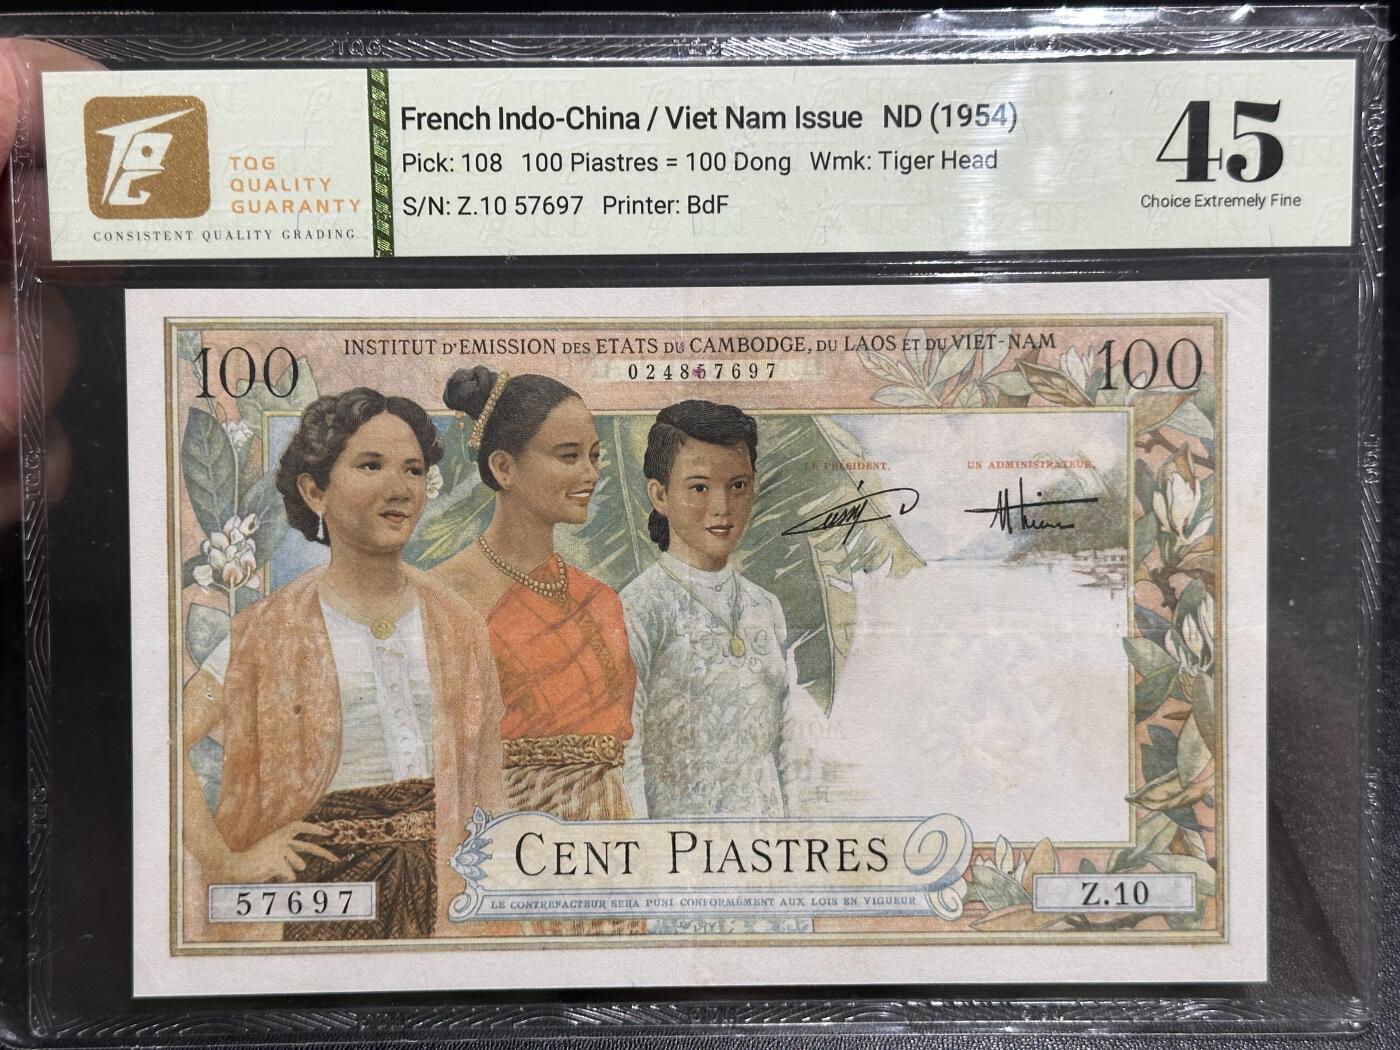 TQG
QUALITY
GUARANTY
CONSISTENT QUALITY GRADING
French Indo-China / Viet Nam Issue ND (1954)
Pick: 108 100 Piastres = 100 Dong Wmk: Tiger Head
S/N: Z.10 57697 Printer: BdF
45
Choice Extremely Fine
100
INSTITUT D'EMISSION DES ETATS DU CAMBODGE, DU LAOS ET DU VIET-NAM
100
024857697
LE PRÉSIDENT,
UN ADMINISTRATEUR,
CENT PIASTRES
LE CONTREFACTEUR SERA PUNI CONFORMÉMENT AUX LOIS EN VIGUEUR
57697
Z.10